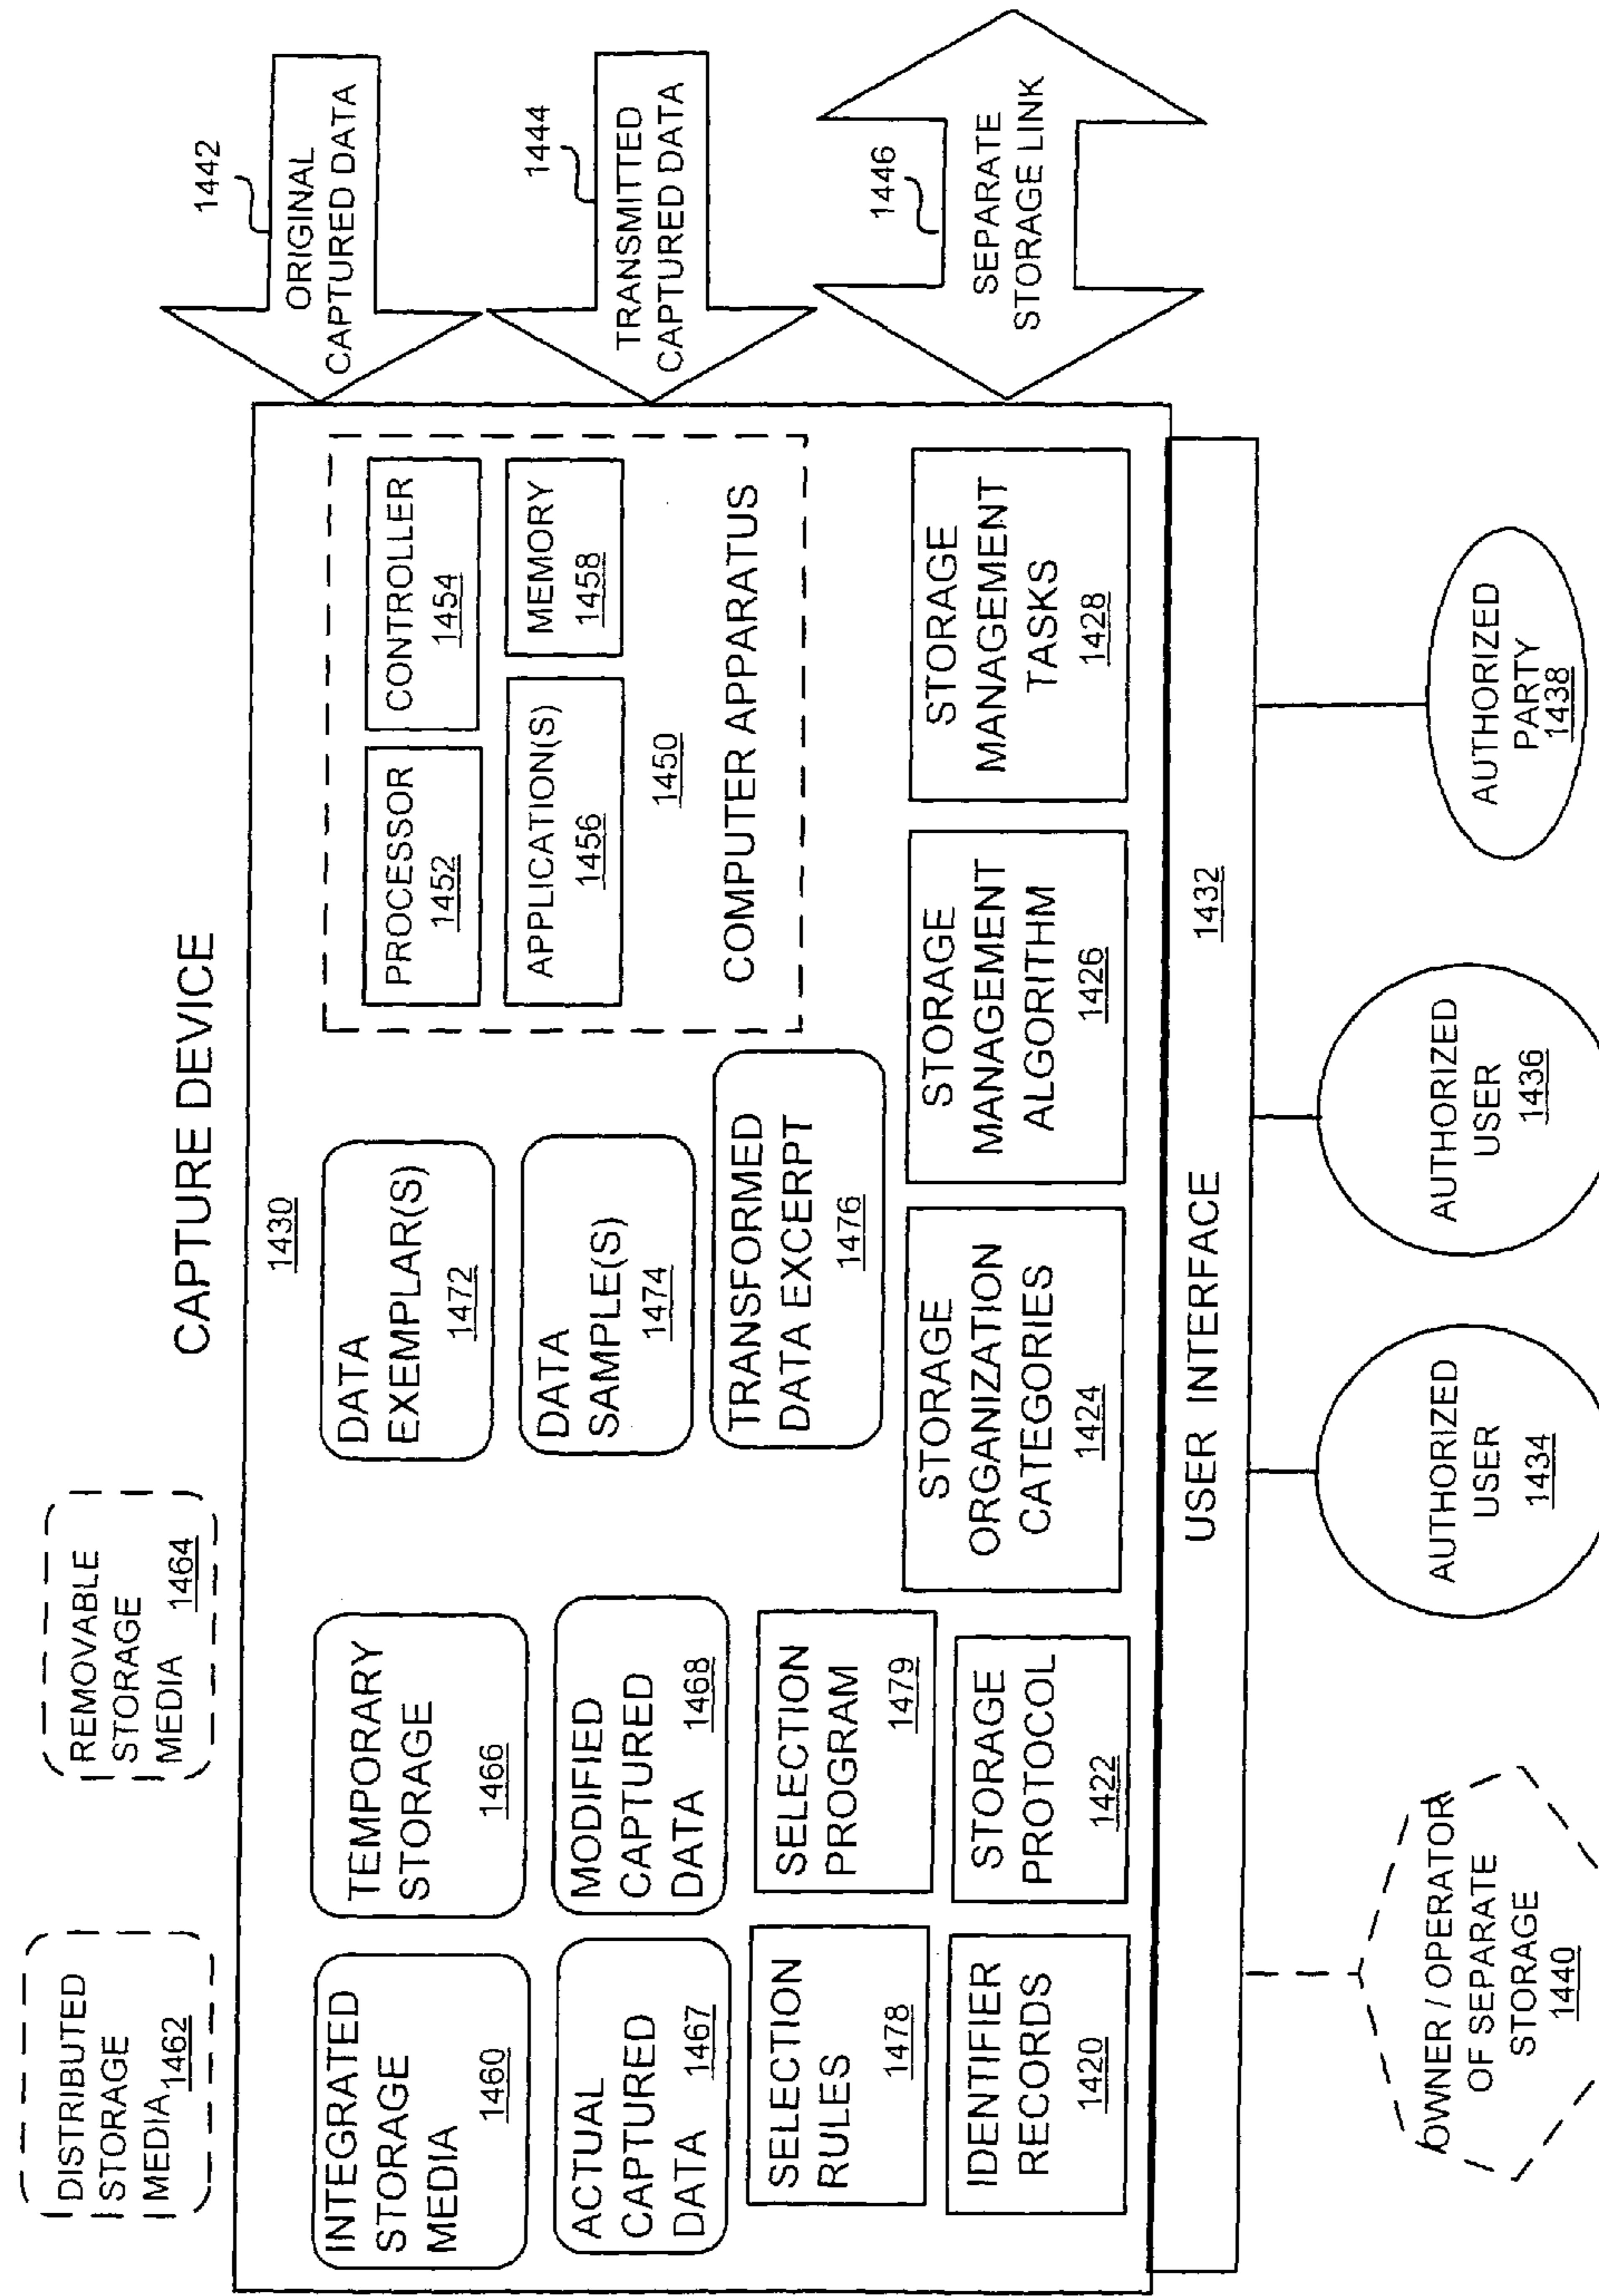 CAPTURE DEVICE
DISTRIBUTED
STORAGE
MEDIA
1462
REMOVABLE
STORAGE
MEDIA
1464
1430
INTEGRATED
STORAGE
MEDIA
1460
TEMPORARY
STORAGE
1466
DATA
EXEMPLAR(S)
1472
PROCESSOR
1452
CONTROLLER
1454
ACTUAL
CAPTURED
DATA
1467
MODIFIED
CAPTURED
DATA
1468
DATA
SAMPLE(S)
1474
APPLICATION(S)
1456
MEMORY
1458
1450
COMPUTER APPARATUS
SELECTION
RULES
1478
SELECTION
PROGRAM
1479
TRANSFORMED
DATA EXCERPT
1476
IDENTIFIER
RECORDS
1420
STORAGE
PROTOCOL
1422
STORAGE
ORGANIZATION
CATEGORIES
1424
STORAGE
MANAGEMENT
ALGORITHM
1426
STORAGE
MANAGEMENT
TASKS
1428
1442
ORIGINAL
CAPTURED DATA
1444
TRANSMITTED
CAPTURED DATA
1446
SEPARATE
STORAGE LINK
USER INTERFACE
1432
OWNER / OPERATOR
OF SEPARATE
STORAGE
1440
AUTHORIZED
USER
1434
AUTHORIZED
USER
1436
AUTHORIZED
PARTY
1438